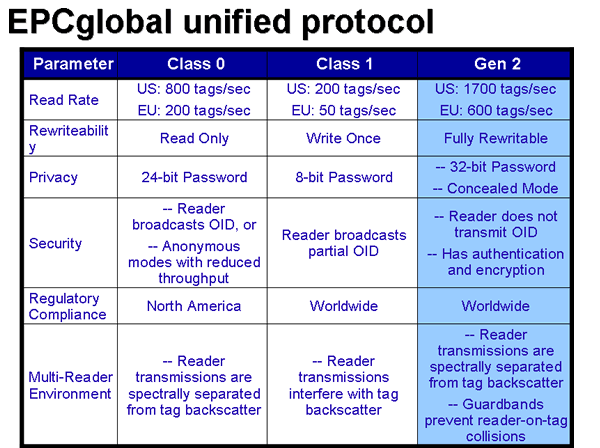 EPCglobal unified protocol
Parameter Class 0 Class 1 Gen 2
Read Rate
US: 800 tags/sec
EU: 200 tags/sec
US: 200 tags/sec
EU: 50 tags/sec
US: 1700 tags/sec
EU: 600 tags/sec
Rewriteabilit
y
Read Only
Write Once
Fully Rewritable
Privacy
24-bit Password
8-bit Password
-- 32-bit Password
-- Concealed Mode
Security
-- Reader
broadcasts OID, or
-- Anonymous
modes with reduced
throughput
Reader broadcasts
partial OID
-- Reader does not
transmit OID
-- Has authentication
and encryption
Regulatory
Compliance
North America
Worldwide
Worldwide
Multi-Reader
Environment
-- Reader
transmissions are
spectrally separated
from tag backscatter
-- Reader
transmissions
interfere with tag
backscatter
-- Reader
transmissions are
spectrally separated
from tag backscatter
-- Guardbands
prevent reader-on-tag
collisions